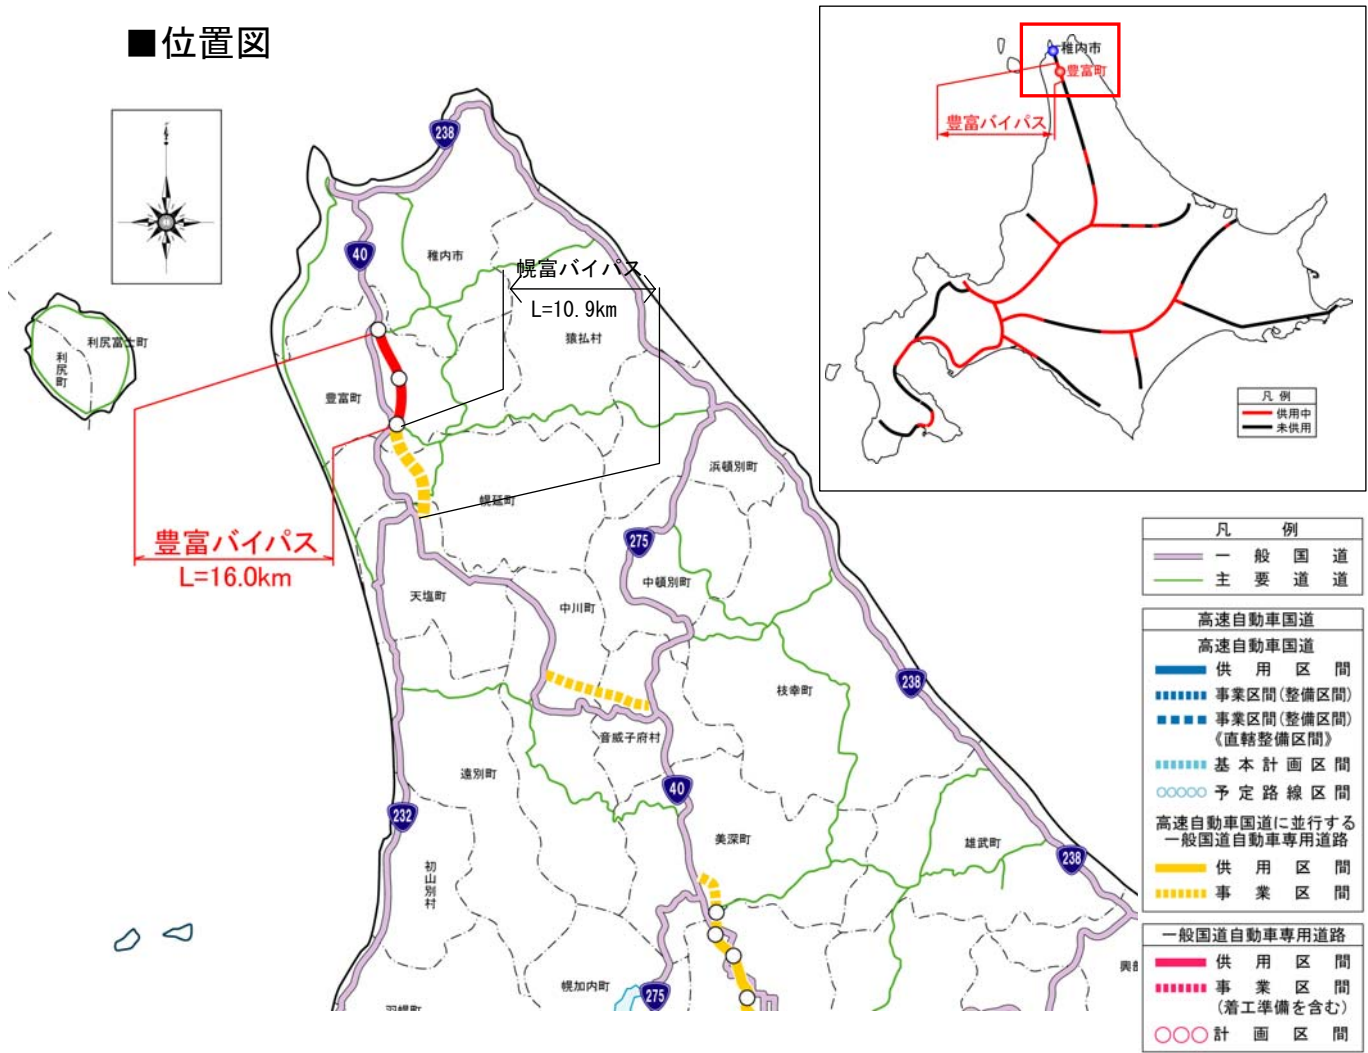 ■位置図
稚内市
豊富町
豊富バイパス
凡 例
供用中
未供用
238
40
稚内市
幌富バイパス
L=10.9km
猿払村
利尻富士町
利尻町
豊富町
浜頓別町
幌延町
豊富バイパス
L=16.0km
275
中頓別町
天塩町
中川町
238
枝幸町
音威子府村
遠別町
40
232
美深町
雄武町
238
初山別村
幌加内町
275
羽幌町
凡 例
一般国道
主要道道
高速自動車国道
高速自動車国道
供用区間
事業区間(整備区間)
事業区間(整備区間)
《直轄整備区間》
基本計画区間
予定路線区間
高速自動車国道に並行する
一般国道自動車専用道路
供用区間
事業区間
一般国道自動車専用道路
供用区間
事業区間
(着工準備を含む)
計画区間